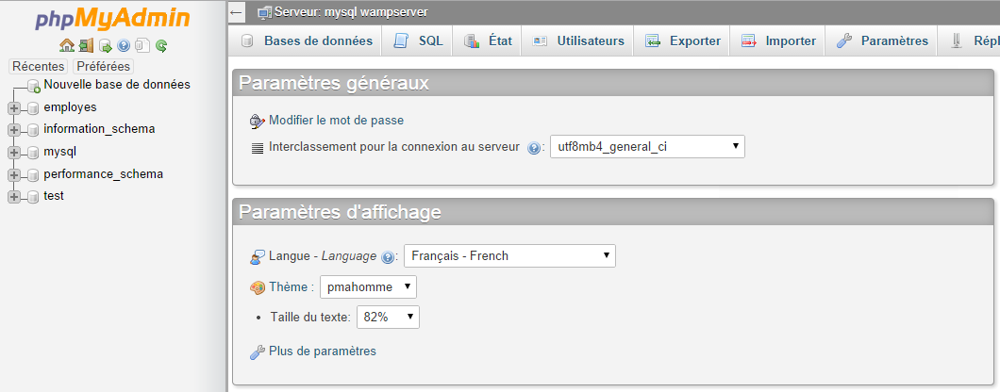 phpMyAdmin
Récentes Préférées
Nouvelle base de données
employes
information_schema
mysql
performance_schema
test
Serveur: mysql wampserver
Bases de données SQL État Utilisateurs Exporter Importer Paramètres Répl
Paramètres généraux
Modifier le mot de passe
Interclassement pour la connexion au serveur : utf8mb4_general_ci
Paramètres d'affichage
Langue - Language : Français - French
Thème : pmahomme
• Taille du texte: 82%
Plus de paramètres